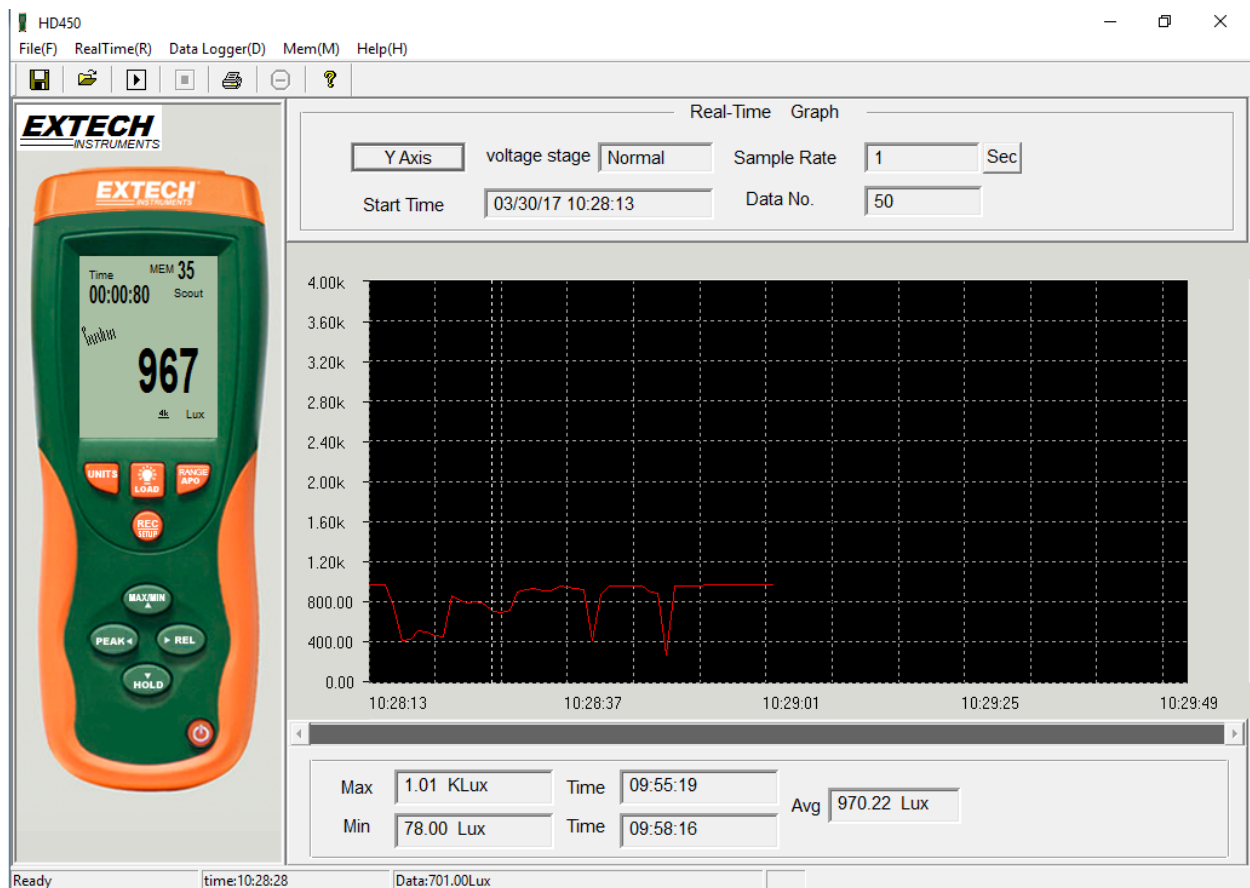 HD450
File(F) RealTime(R) Data Logger(D) Mem(M) Help(H)
EXTECH
INSTRUMENTS
EXTECH
INSTRUMENTS
Time MEM 35
00:00:80 Scout
967
4k Lux
UNITS
LOAD
RANGE
APO
REC
SETUP
MAX/MIN
PEAK
REL
HOLD
Real-Time Graph
Y Axis voltage stage Normal Sample Rate 1 Sec
Start Time 03/30/17 10:28:13 Data No. 50
4.00k
3.60k
3.20k
2.80k
2.40k
2.00k
1.60k
1.20k
800.00
400.00
0.00
10:28:13 10:28:37 10:29:01 10:29:25 10:29:49
Max 1.01 KLux Time 09:55:19
Avg 970.22 Lux
Min 78.00 Lux Time 09:58:16
Ready time:10:28:28 Data:701.00Lux